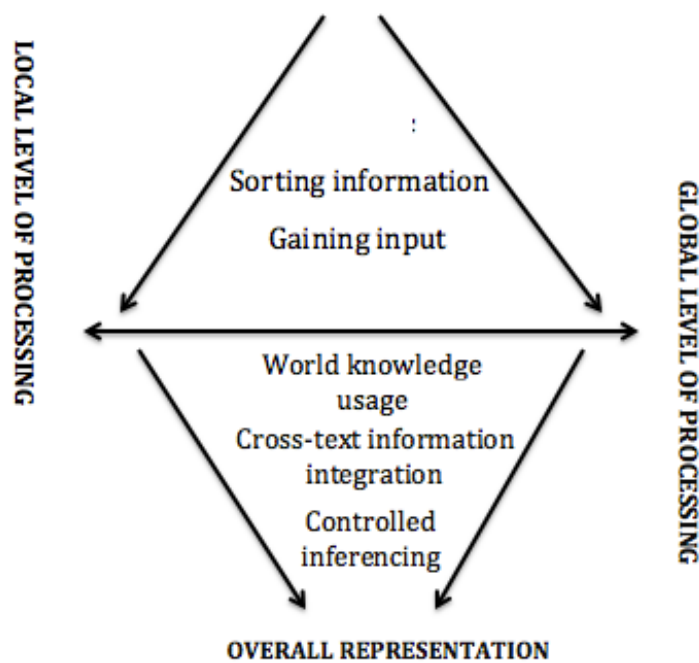 LOCAL LEVEL OF PROCESSING
:
Sorting information
Gaining input
GLOBAL LEVEL OF PROCESSING
World knowledge
usage
Cross-text information
integration
Controlled
inferencing
OVERALL REPRESENTATION